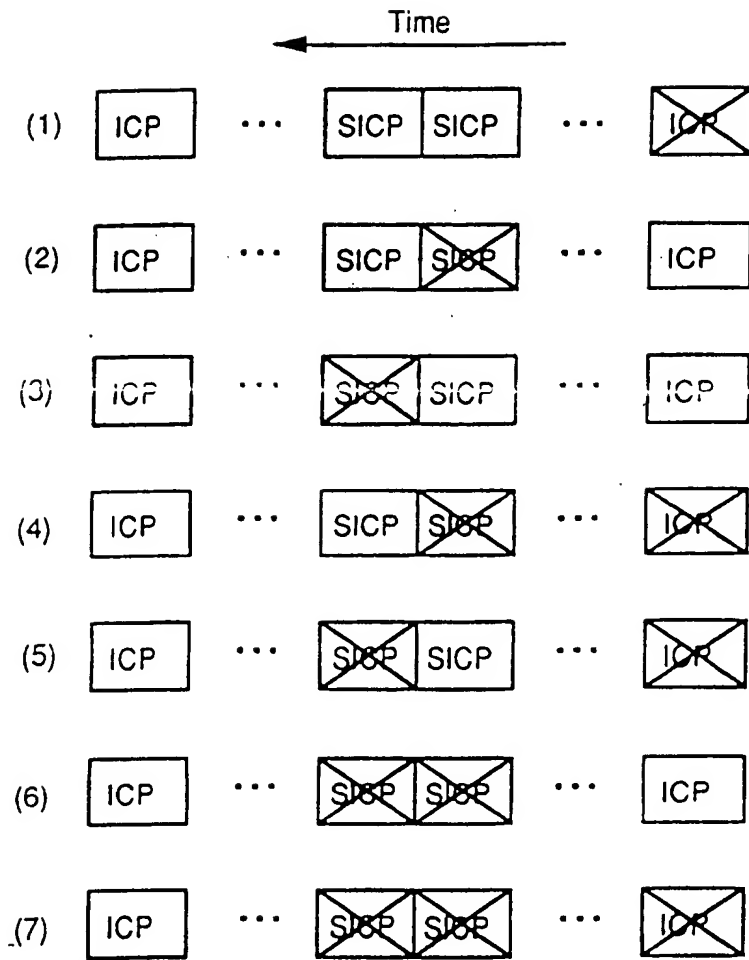 Time
(1) ICP ... SICP SICP ... ICP
(2) ICP ... SICP SICP ... ICP
(3) ICP ... SICP SICP ... ICP
(4) ICP ... SICP SICP ... ICP
(5) ICP ... SICP SICP ... ICP
(6) ICP ... SICP SICP ... ICP
(7) ICP ... SICP SICP ... ICP